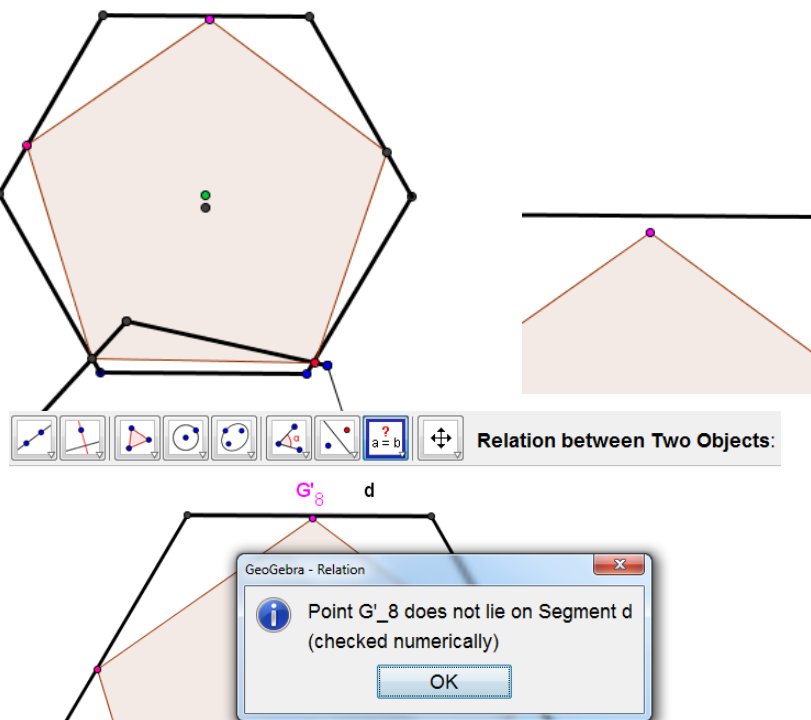 α
?
a = b
Relation between Two Objects:
G'8 d
GeoGebra - Relation
Point G'_8 does not lie on Segment d
(checked numerically)
OK